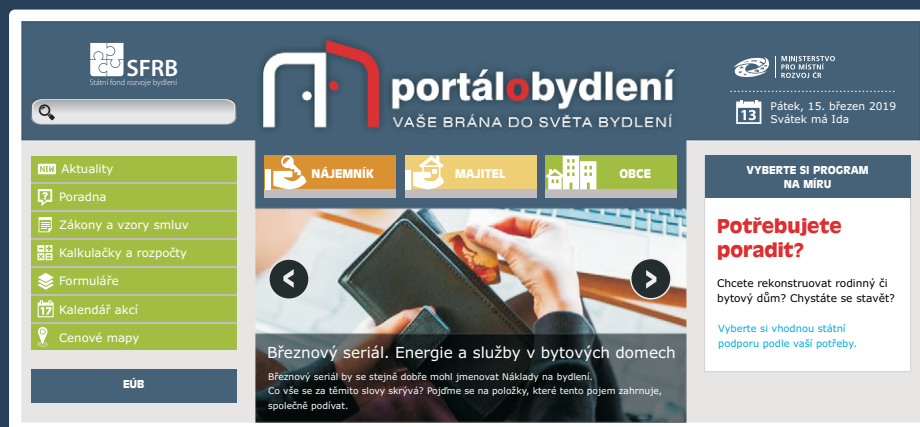 SFRB
Státní fond rozvoje bydlení
portálobydlení
VAŠE BRÁNA DO SVĚTA BYDLENÍ
MINISTERSTVO
PRO MÍSTNÍ
ROZVOJ ČR
13
Pátek, 15. březen 2019
Svátek má Ida
NEW Aktuality
Poradna
Zákony a vzory smluv
Kalkulačky a rozpočty
Formuláře
17 Kalendář akcí
Cenové mapy
EÚB
NÁJEMNÍK
MAJITEL
OBCE
Březnový seriál. Energie a služby v bytových domech
Březnový seriál by se stejně dobře mohl jmenovat Náklady na bydlení.
Co vše se za těmito slovy skrývá? Pojďme se na položky, které tento pojem zahrnuje,
společně podívat.
VYBERTE SI PROGRAM
NA MÍRU
Potřebujete
poradit?
Chcete rekonstruovat rodinný či
bytový dům? Chystáte se stavět?
Vyberte si vhodnou státní
podporu podle vaší potřeby.